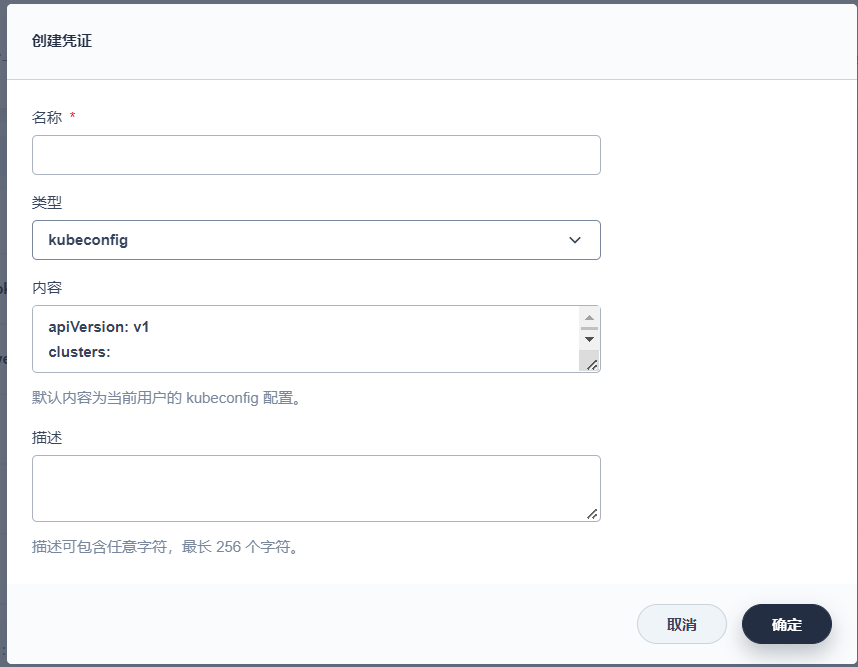 创建凭证
名称 *
类型
kubeconfig
内容
apiVersion: v1
clusters:
默认内容为当前用户的 kubeconfig 配置。
描述
描述可包含任意字符，最长 256 个字符。
取消
确定